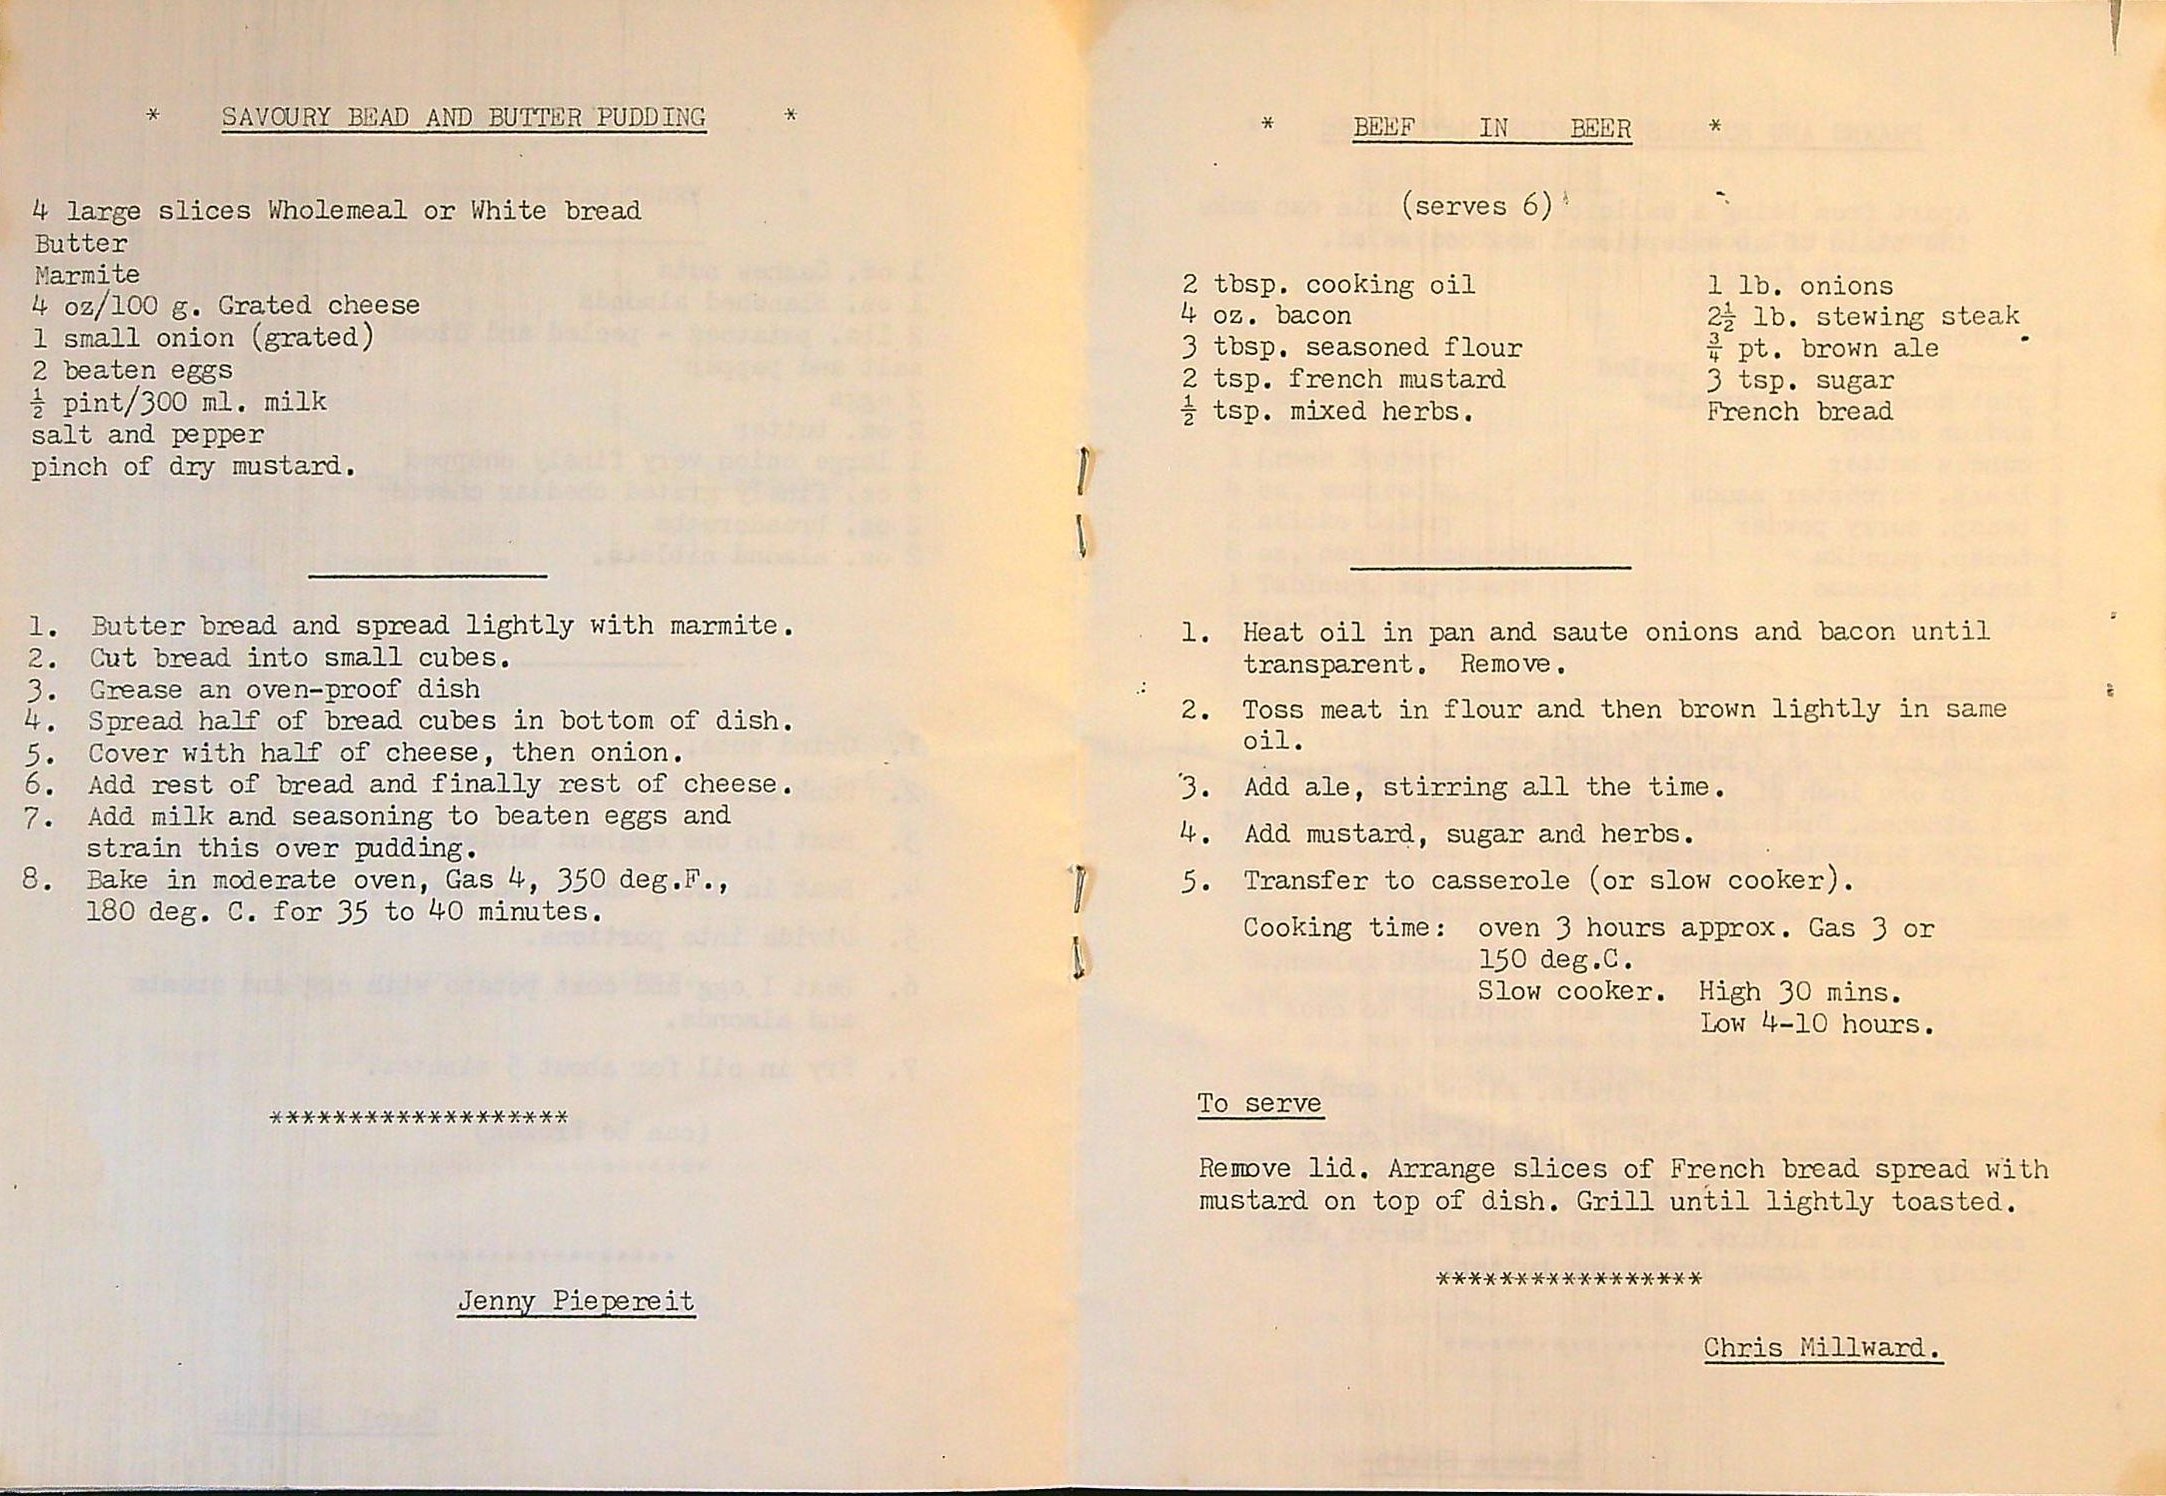 * SAVOURY BEAD AND BUTTER PUDDING *
4 large slices Wholemeal or White bread
Butter
Marmite
4 oz/100 g. Grated cheese
1 small onion (grated)
2 beaten eggs
½ pint/300 ml. milk
salt and pepper
pinch of dry mustard.
1. Butter bread and spread lightly with marmite.
2. Cut bread into small cubes.
3. Grease an oven-proof dish
4. Spread half of bread cubes in bottom of dish.
5. Cover with half of cheese, then onion.
6. Add rest of bread and finally rest of cheese.
7. Add milk and seasoning to beaten eggs and
strain this over pudding.
8. Bake in moderate oven, Gas 4, 350 deg.F.,
180 deg. C. for 35 to 40 minutes.
*******************
Jenny Piepereit
* BEEF IN BEER *
(serves 6)
2 tbsp. cooking oil 1 lb. onions
4 oz. bacon 2½ lb. stewing steak
3 tbsp. seasoned flour ¾ pt. brown ale
2 tsp. french mustard 3 tsp. sugar
½ tsp. mixed herbs. French bread
1. Heat oil in pan and saute onions and bacon until
transparent. Remove.
2. Toss meat in flour and then brown lightly in same
oil.
3. Add ale, stirring all the time.
4. Add mustard, sugar and herbs.
5. Transfer to casserole (or slow cooker).
Cooking time: oven 3 hours approx. Gas 3 or
150 deg.C.
Slow cooker. High 30 mins.
Low 4-10 hours.
To serve
Remove lid. Arrange slices of French bread spread with
mustard on top of dish. Grill until lightly toasted.
*****************
Chris Millward.